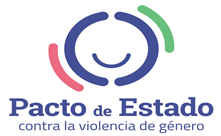 Pacto de Estado
contra la violencia de género